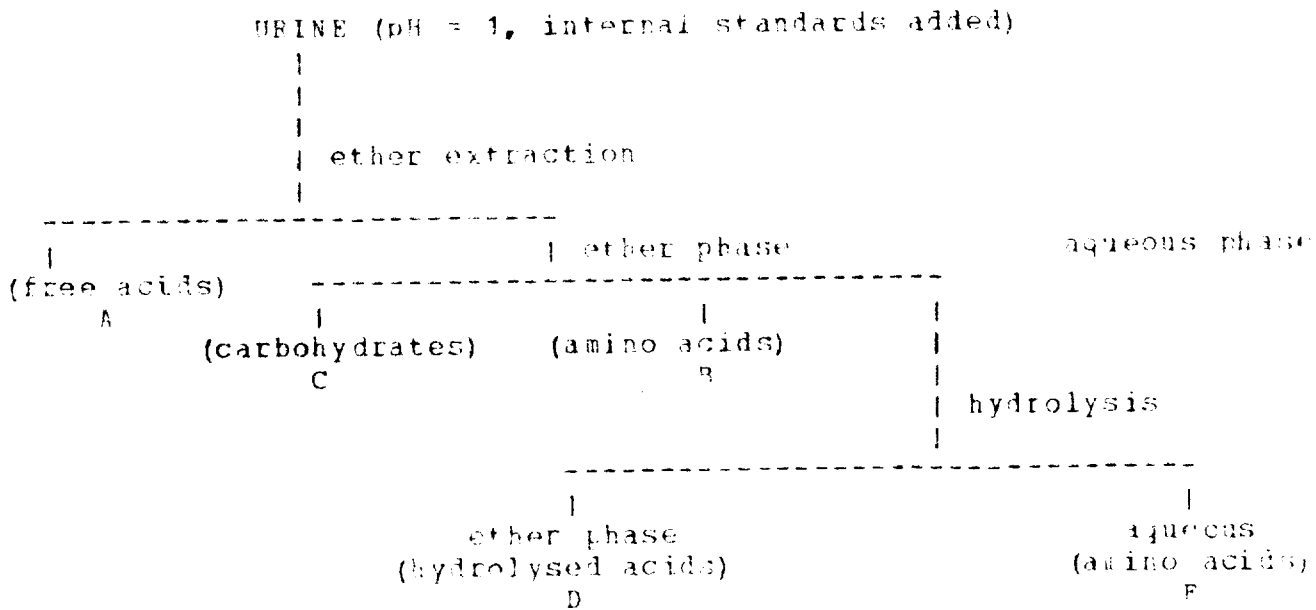 URINE (pH = 1, internal standards added)
ether extraction
ether phase aqueous phase
(free acids)
A
(carbohydrates) (amino acids)
C B
hydrolysis
ether phase aqueous
(hydrolysed acids) (amino acids)
D E